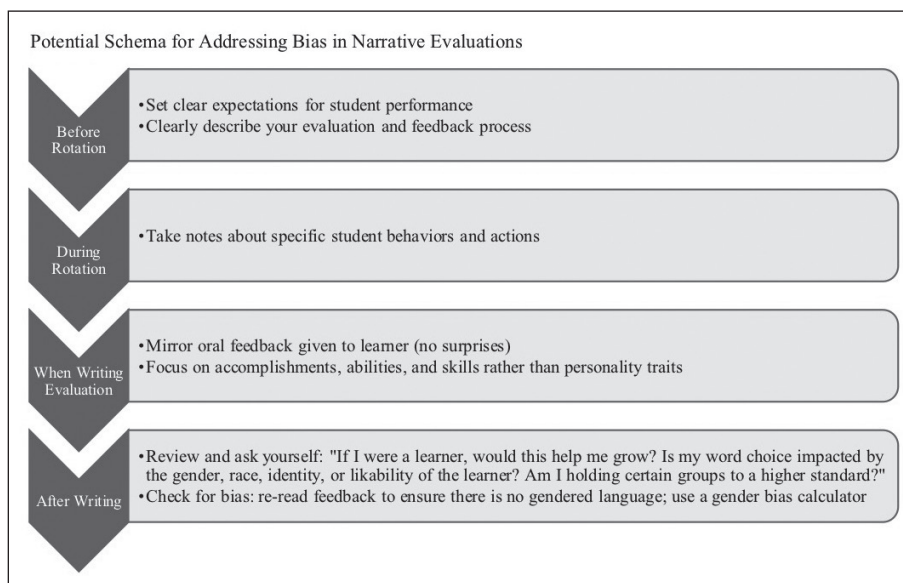 Potential Schema for Addressing Bias in Narrative Evaluations
Before
Rotation
•Set clear expectations for student performance
•Clearly describe your evaluation and feedback process
During
Rotation
•Take notes about specific student behaviors and actions
When Writing
Evaluation
•Mirror oral feedback given to learner (no surprises)
•Focus on accomplishments, abilities, and skills rather than personality traits
After Writing
•Review and ask yourself: "If I were a learner, would this help me grow? Is my word choice impacted by
the gender, race, identity, or likability of the learner? Am I holding certain groups to a higher standard?"
•Check for bias: re-read feedback to ensure there is no gendered language; use a gender bias calculator